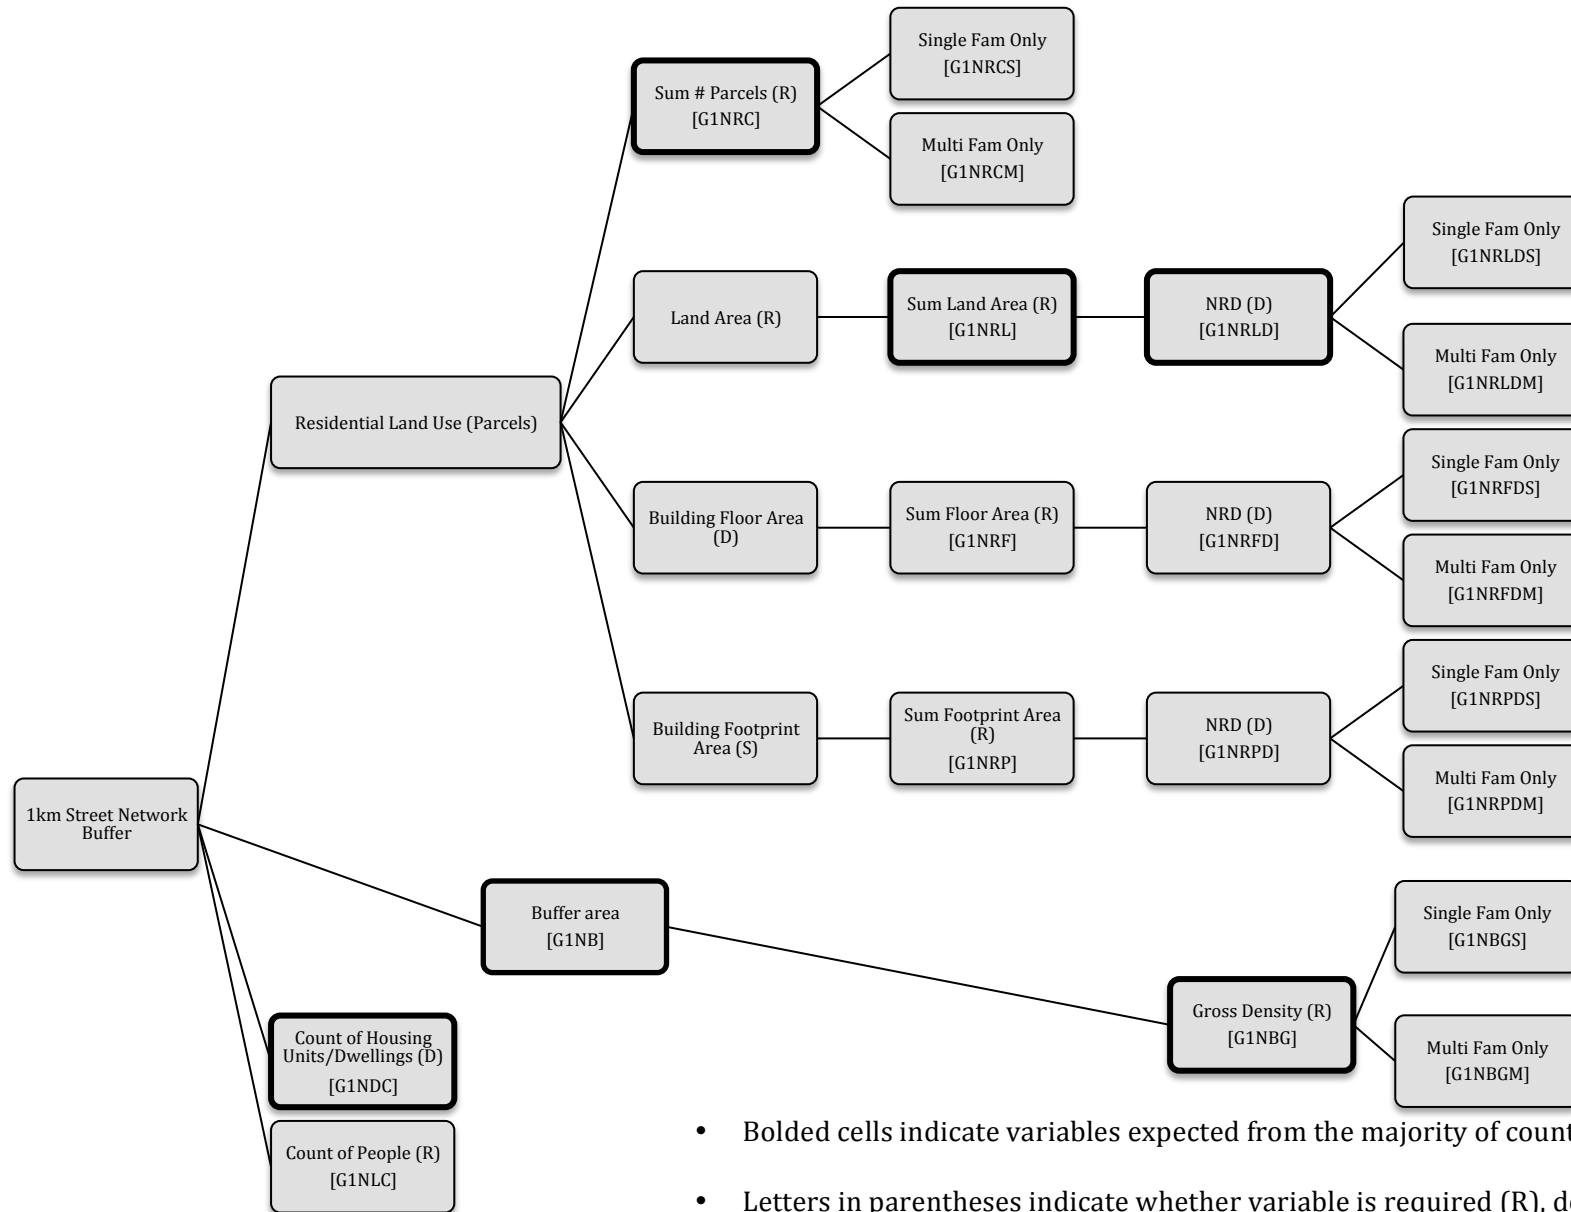 Single Fam Only
[G1NRCS]
Sum # Parcels (R)
[G1NRC]
Multi Fam Only
[G1NRCM]
Single Fam Only
[G1NRLDS]
Land Area (R)
Sum Land Area (R)
[G1NRL]
NRD (D)
[G1NRLD]
Multi Fam Only
[G1NRLDM]
Residential Land Use (Parcels)
Single Fam Only
[G1NRFDS]
Building Floor Area
(D)
Sum Floor Area (R)
[G1NRF]
NRD (D)
[G1NRFD]
Multi Fam Only
[G1NRFDM]
Single Fam Only
[G1NRPDS]
Building Footprint
Area (S)
Sum Footprint Area
(R)
[G1NRP]
NRD (D)
[G1NRPD]
Multi Fam Only
[G1NRPDM]
1km Street Network
Buffer
Buffer area
[G1NB]
Single Fam Only
[G1NBGS]
Gross Density (R)
[G1NBG]
Multi Fam Only
[G1NBGM]
Count of Housing
Units/Dwellings (D)
[G1NDC]
Count of People (R)
[G1NLC]
• Bolded cells indicate variables expected from the majority of count
• Letters in parentheses indicate whether variable is required (R), de